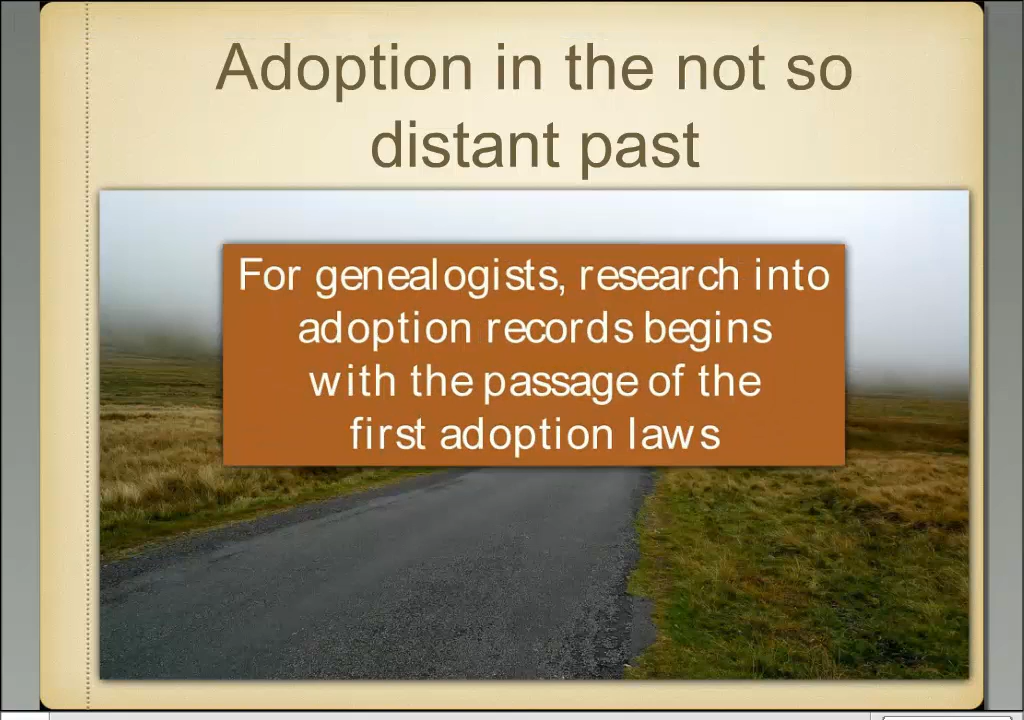 Adoption in the not so
distant past
For genealogists, research into
adoption records begins
with the passage of the
first adoption laws